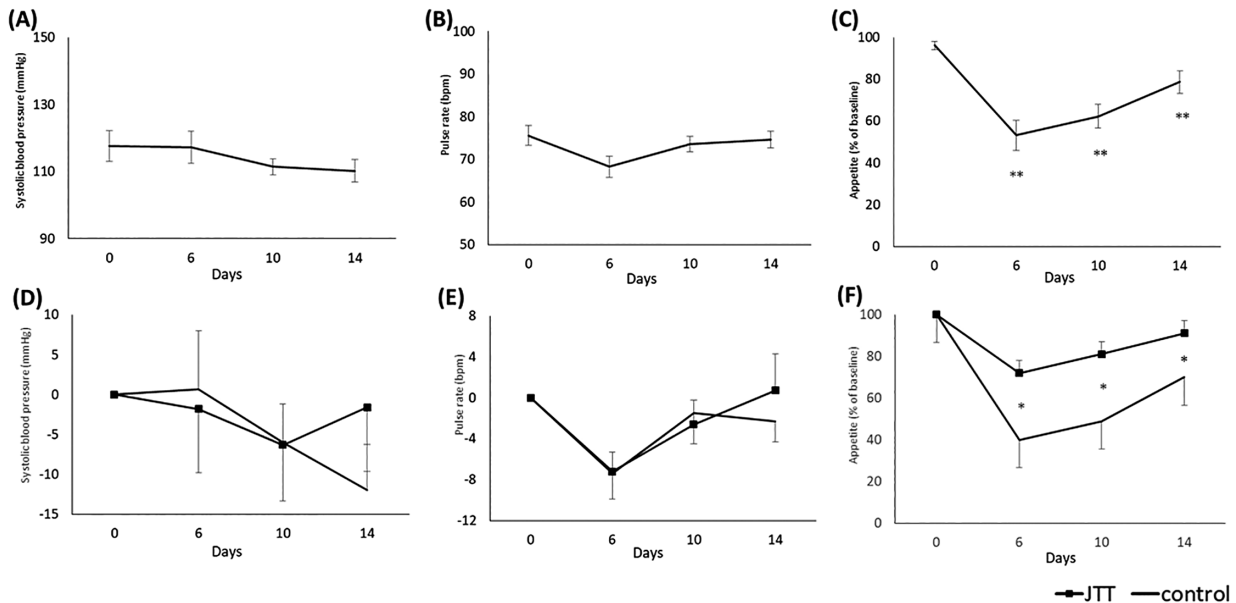 (A)
Systolicblood pressure (mmHg)
150
130
110
90
0 6 10 14
Days
(B)
Pulse rate (bpm)
100
90
80
70
60
50
0 6 10 14
Days
(C)
Appetite (% of baseline)
100
80
60
40
20
0
** ** **
0 6 10 14
Days
(D)
Systolicblood pressure (mmHg)
10
5
0
-5
-10
-15
0 6 10 14
Days
(E)
Pulse rate (bpm)
8
4
0
-4
-8
-12
0 6 10 14
Days
(F)
Appetite (% of baseline)
100
80
60
40
20
0
* * *
0 6 10 14
Days
JTT control